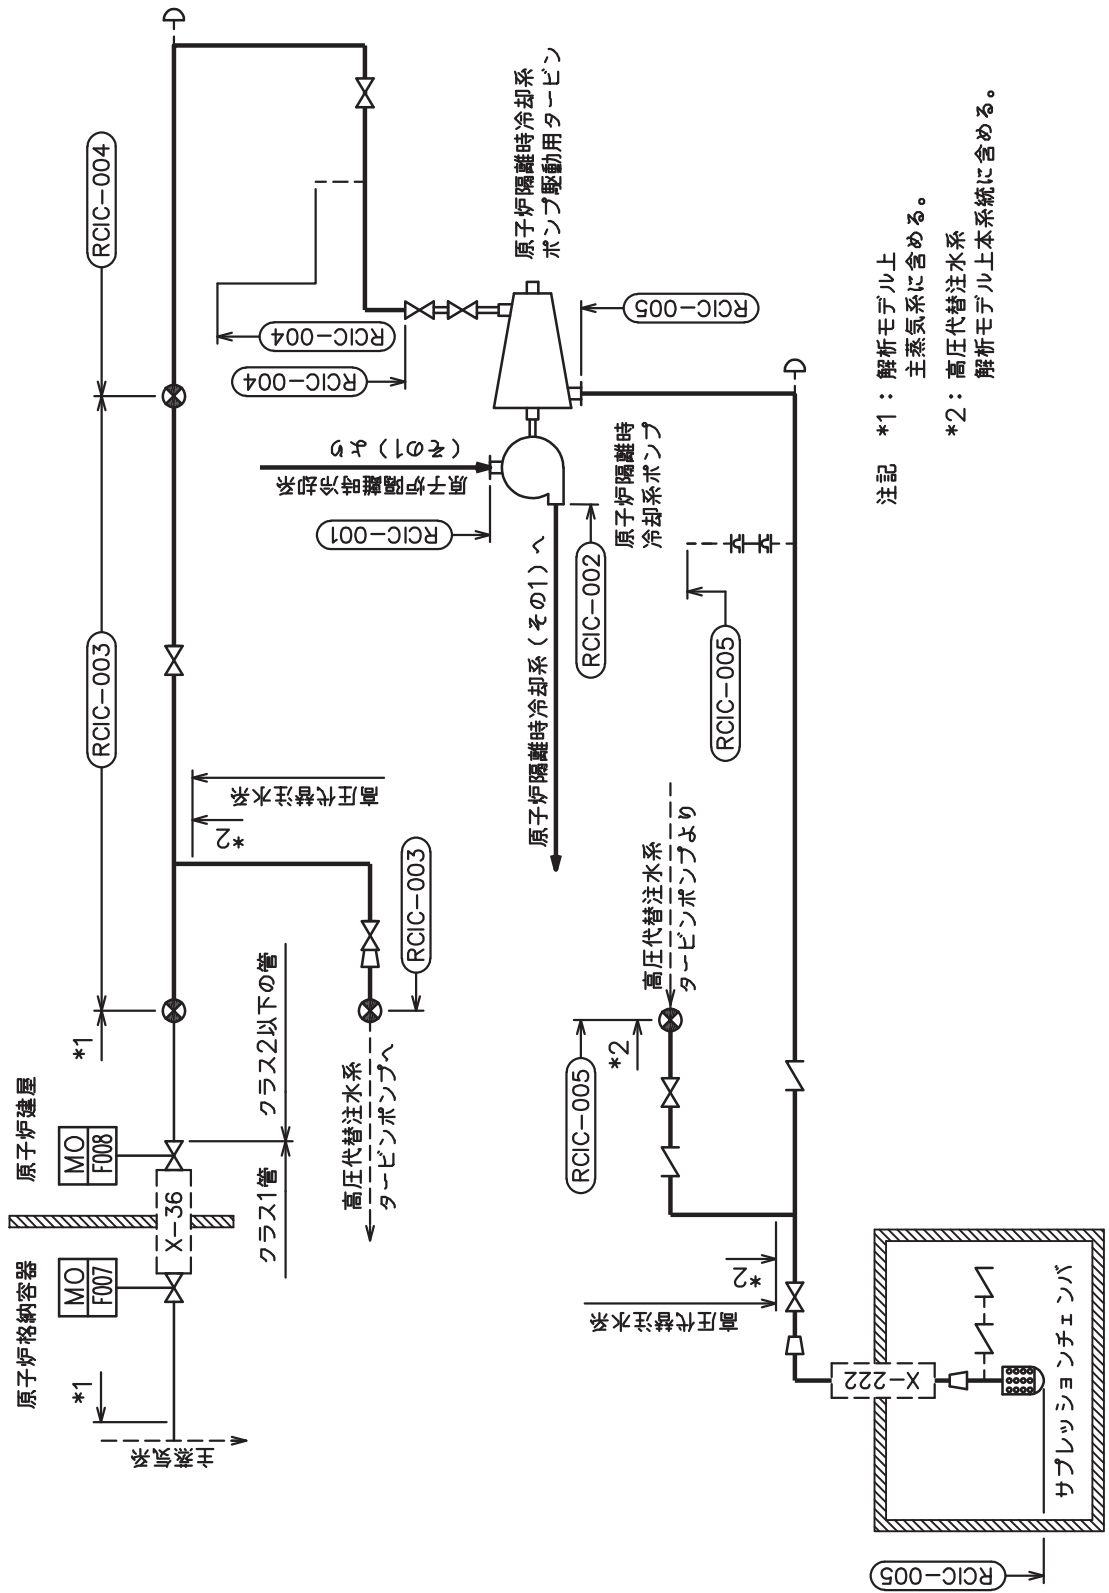 RCIC-003
RCIC-004
*1
原子炉建屋
MO
F008
X-36
原子炉格納容器
MO
F007
*1
主蒸気系
クラス1管
クラス2以下の管
*2
高圧代替注水系
高圧代替注水系
タービンポンプへ
RCIC-003
RCIC-004
RCIC-004
原子炉隔離時冷却系
ポンプ駆動用タービン
原子炉隔離時冷却系
(その1)より
RCIC-001
RCIC-005
原子炉隔離時
冷却系ポンプ
RCIC-002
原子炉隔離時冷却系(その1)へ
RCIC-005
高圧代替注水系
タービンポンプより
RCIC-005
*2
高圧代替注水系
*2
X-222
サプレッションチェンバ
RCIC-005
注記 *1:解析モデル上
主蒸気系に含める。
*2:高圧代替注水系
解析モデル上本系統に含める。